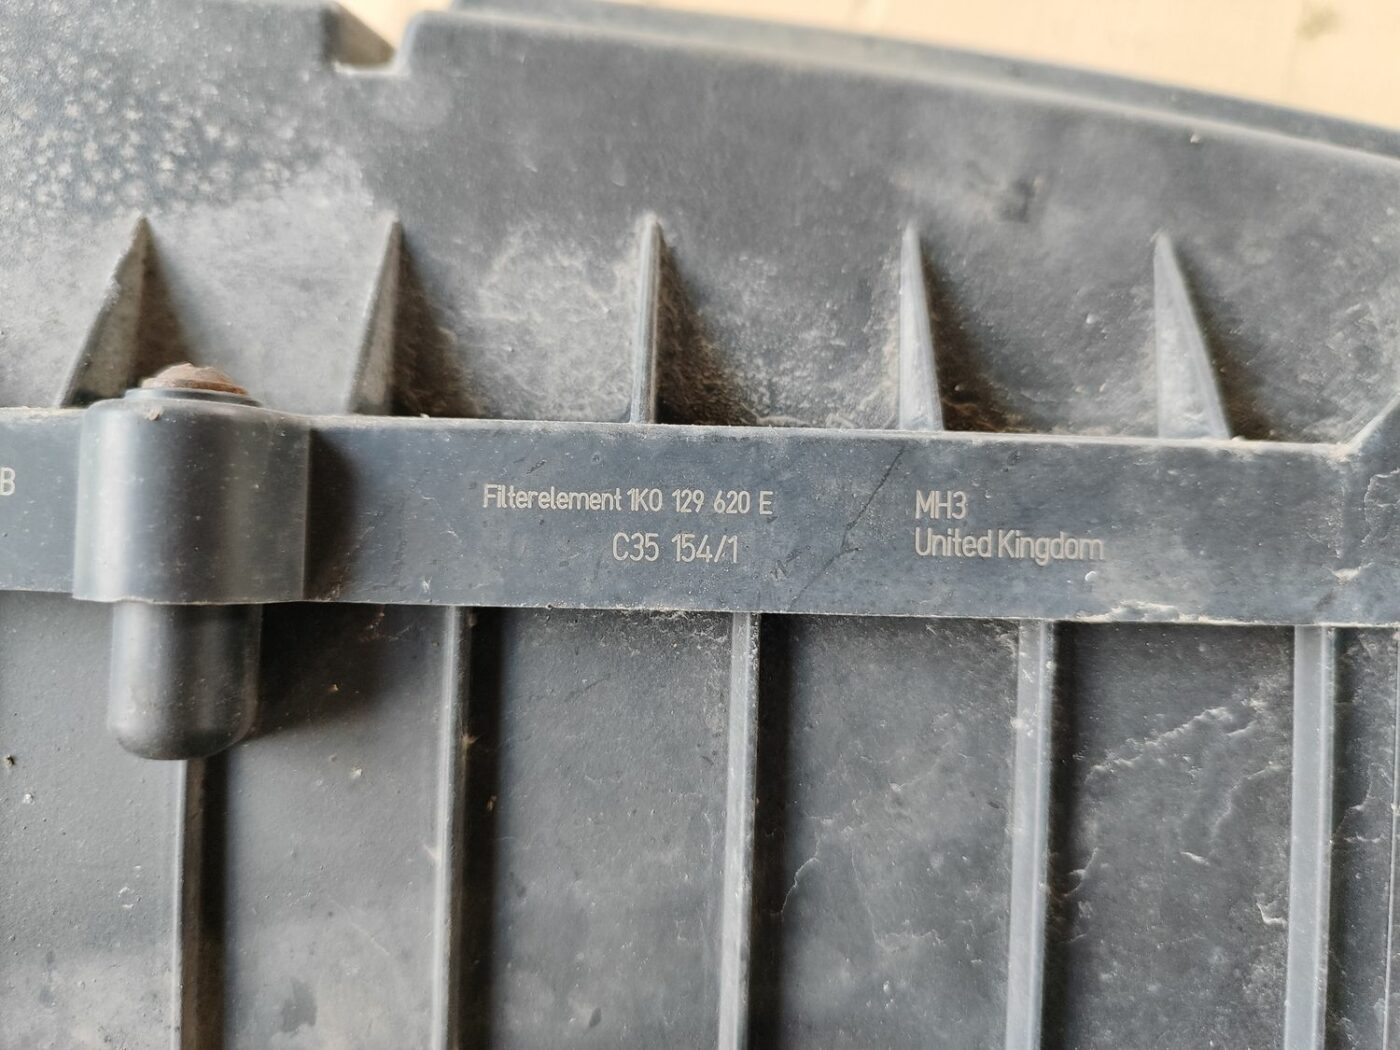 B
Filterelement 1K0 129 620 E
C35 154/1
MH3
United Kingdom